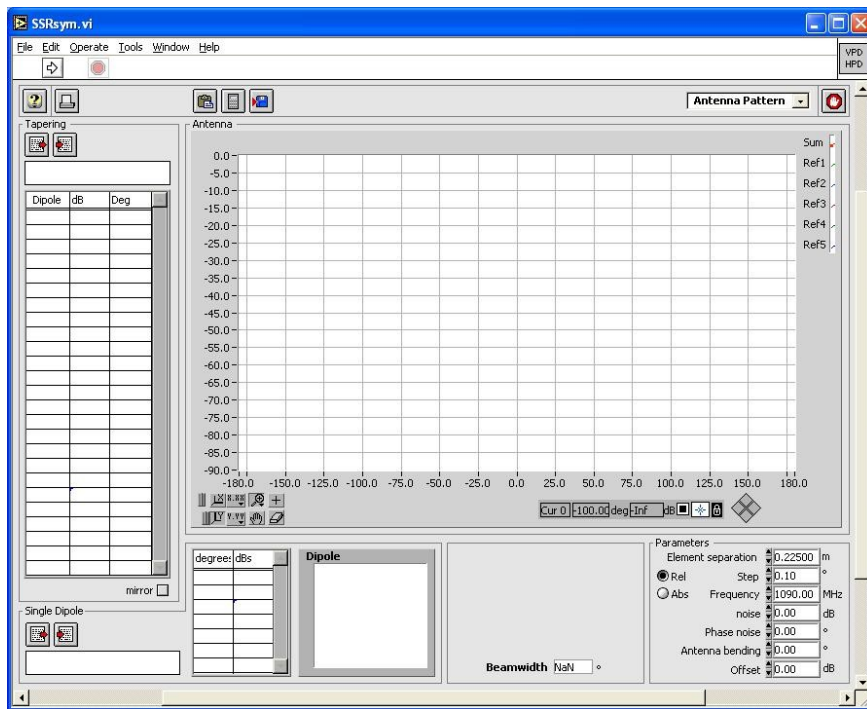 SSRsym.vi
File Edit Operate Tools Window Help
VPD
HPD
Antenna Pattern
Tapering
Dipole dB Deg
mirror
Single Dipole
Antenna
Sum
Ref1
Ref2
Ref3
Ref4
Ref5
0.0
-5.0
-10.0
-15.0
-20.0
-25.0
-30.0
-35.0
-40.0
-45.0
-50.0
-55.0
-60.0
-65.0
-70.0
-75.0
-80.0
-85.0
-90.0
-180.0 -150.0 -125.0 -100.0 -75.0 -50.0 -25.0 0.0 25.0 50.0 75.0 100.0 125.0 150.0 180.0
Cur 0 -100.00 deg -Inf dB
degree: dBs
Dipole
Beamwidth NaN °
Parameters
Element separation 0.22500 m
Rel Step 0.10 °
Abs Frequency 1090.00 MHz
noise 0.00 dB
Phase noise 0.00 °
Antenna bending 0.00 °
Offset 0.00 dB